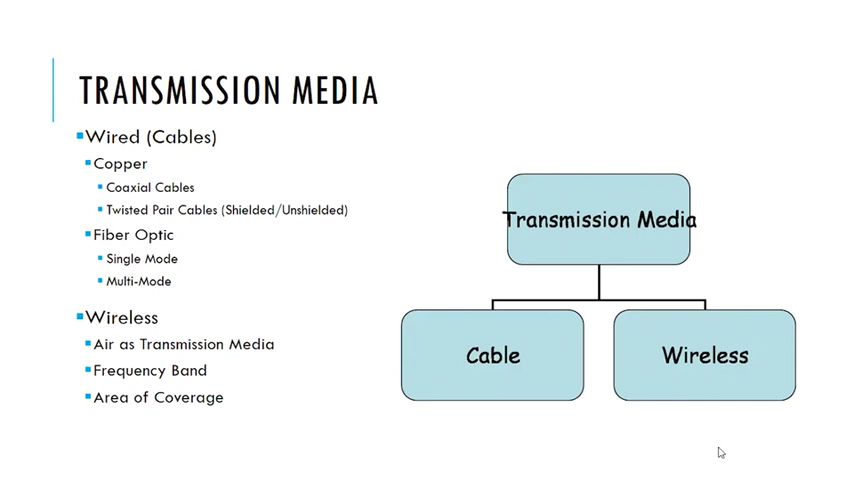 TRANSMISSION MEDIA
Wired (Cables)
Copper
Coaxial Cables
Twisted Pair Cables (Shielded/Unshielded)
Fiber Optic
Single Mode
Multi-Mode
Wireless
Air as Transmission Media
Frequency Band
Area of Coverage
Transmission Media
Cable
Wireless